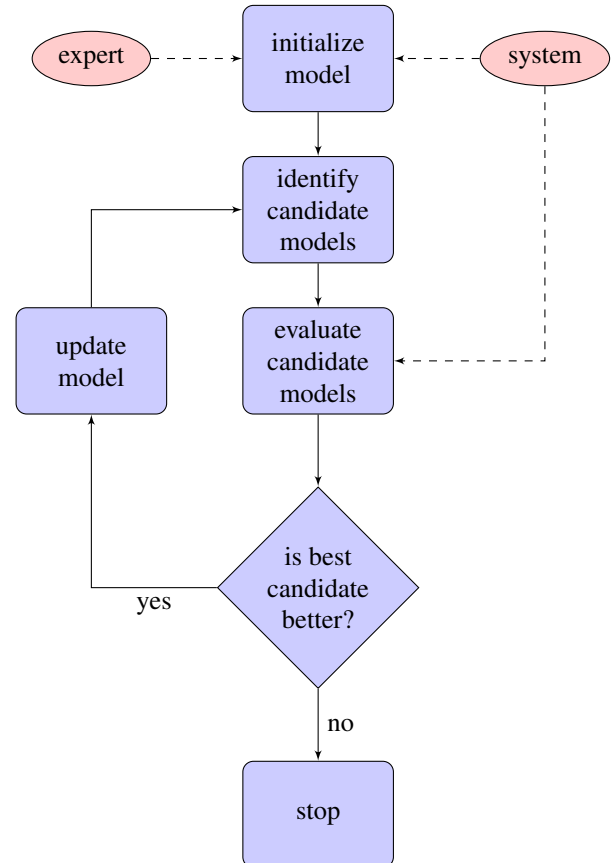 expert
initialize
model
system
identify
candidate
models
update
model
evaluate
candidate
models
is best
candidate
better?
yes
no
stop